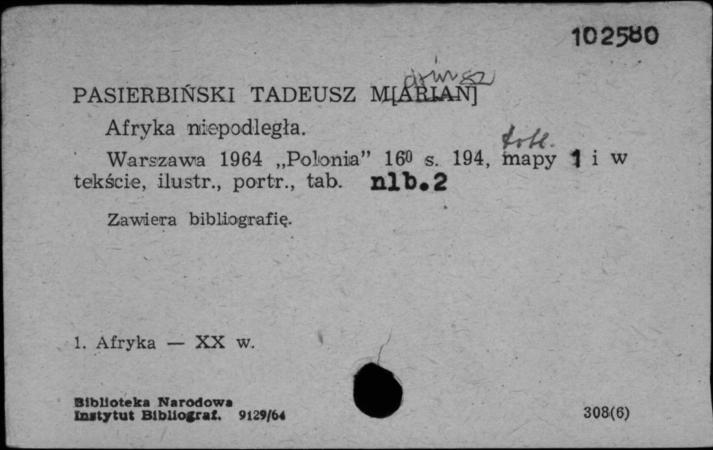 102580
PASIERBIŃSKI TADEUSZ M[ARIAN]
Afryka niepodległa.
Warszawa 1964 „Polonia” 16⁰ s. 194, mapy 1 i w
tekście, ilustr., portr., tab. nlb.2
Zawiera bibliografię.
1. Afryka — XX w.
Biblioteka Narodowa
Instytut Bibliograf. 9129/64
308(6)